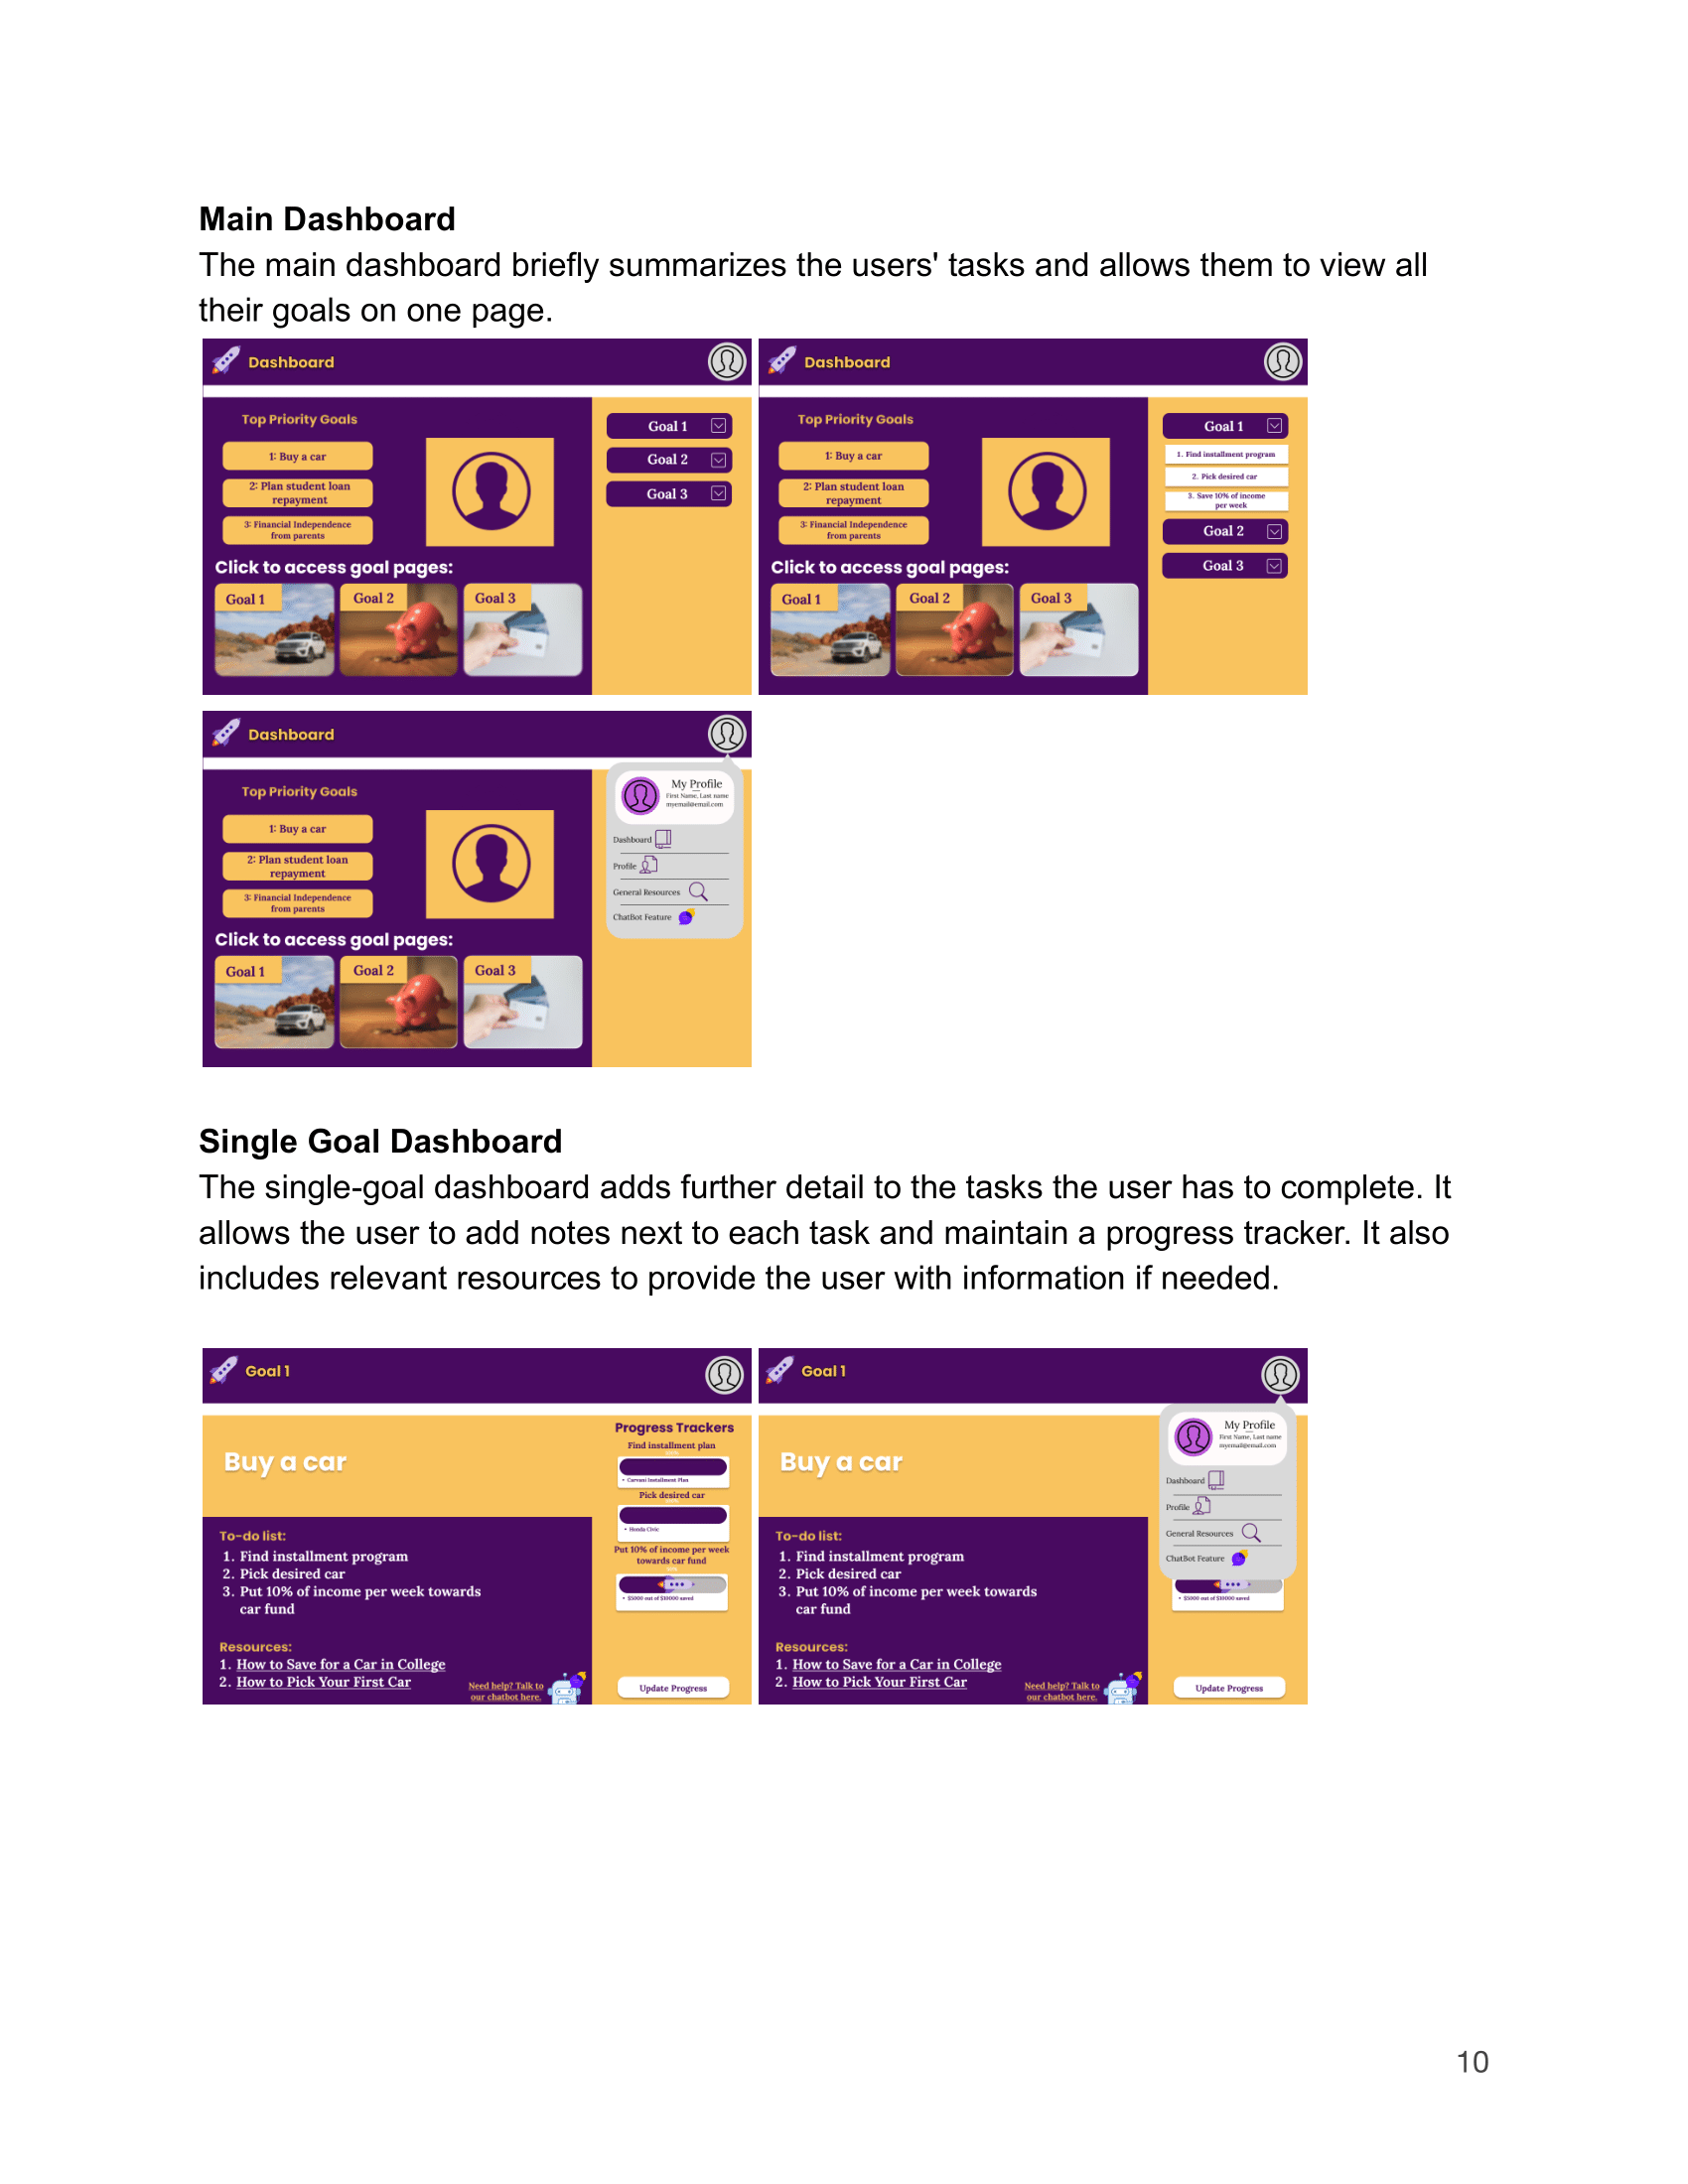 Main Dashboard
The main dashboard briefly summarizes the users' tasks and allows them to view all
their goals on one page.
Dashboard
Top Priority Goals
1: Buy a car
2: Plan student loan
repayment
3: Financial Independence
from parents
Click to access goal pages:
Goal 1
Goal 2
Goal 3
Goal 1
Goal 2
Goal 3
Dashboard
Top Priority Goals
1: Buy a car
2: Plan student loan
repayment
3: Financial Independence
from parents
Click to access goal pages:
Goal 1
Goal 2
Goal 3
Goal 1
1. Find installment program
2. Pick desired car
3. Save 10% of income
per week
Goal 2
Goal 3
Dashboard
Top Priority Goals
1: Buy a car
2: Plan student loan
repayment
3: Financial Independence
from parents
Click to access goal pages:
Goal 1
Goal 2
Goal 3
My Profile
First Name, Last name
myemail@email.com
Dashboard
Profile
General Resources
ChatBot Feature
Single Goal Dashboard
The single-goal dashboard adds further detail to the tasks the user has to complete. It
allows the user to add notes next to each task and maintain a progress tracker. It also
includes relevant resources to provide the user with information if needed.
Goal 1
Buy a car
To-do list:
1. Find installment program
2. Pick desired car
3. Put 10% of income per week towards
car fund
Resources:
1. How to Save for a Car in College
2. How to Pick Your First Car
Need help? Talk to
our chatbot here.
Progress Trackers
Find installment plan
• Carvani Installment Plan
Pick desired car
• Honda Civic
Put 10% of income per week
towards car fund
• $5000 out of $10000 saved
Update Progress
Goal 1
Buy a car
To-do list:
1. Find installment program
2. Pick desired car
3. Put 10% of income per week towards
car fund
Resources:
1. How to Save for a Car in College
2. How to Pick Your First Car
Need help? Talk to
our chatbot here.
My Profile
First Name, Last name
myemail@email.com
Dashboard
Profile
General Resources
ChatBot Feature
• $5000 out of $10000 saved
Update Progress
10